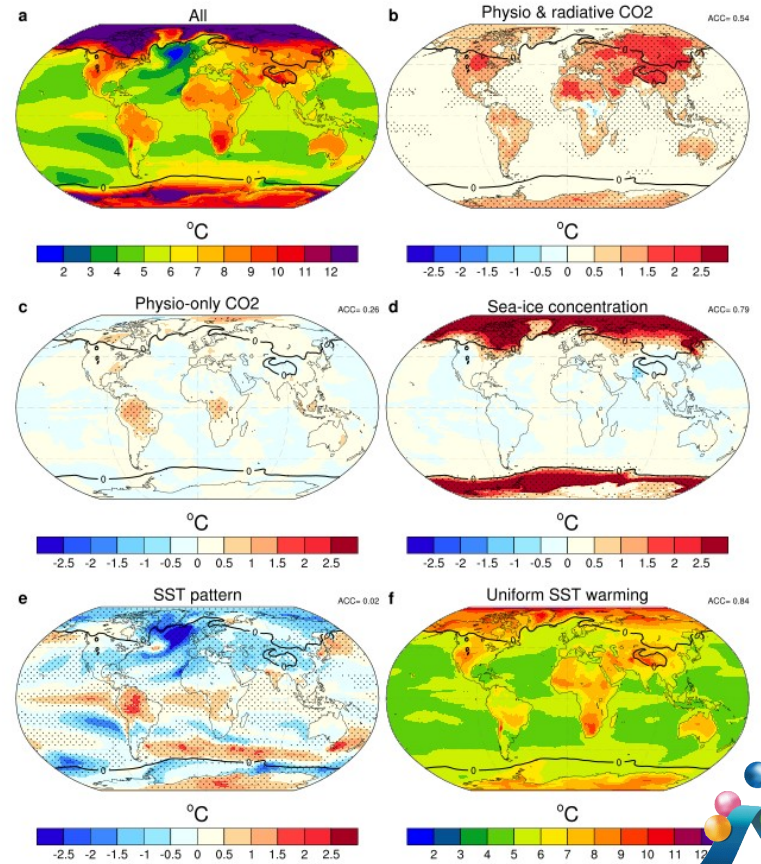 a All
b Physio & radiative CO2 ACC= 0.54
0 0
0 0
°C °C
2 3 4 5 6 7 8 9 10 11 12
-2.5 -2 -1.5 -1 -0.5 0 0.5 1 1.5 2 2.5
c Physio-only CO2 ACC= 0.26
d Sea-ice concentration ACC= 0.79
0 0
0 0
°C °C
-2.5 -2 -1.5 -1 -0.5 0 0.5 1 1.5 2 2.5
-2.5 -2 -1.5 -1 -0.5 0 0.5 1 1.5 2 2.5
e SST pattern ACC= 0.02
f Uniform SST warming ACC= 0.84
0 0
0 0
°C °C
-2.5 -2 -1.5 -1 -0.5 0 0.5 1 1.5 2 2.5
2 3 4 5 6 7 8 9 10 11